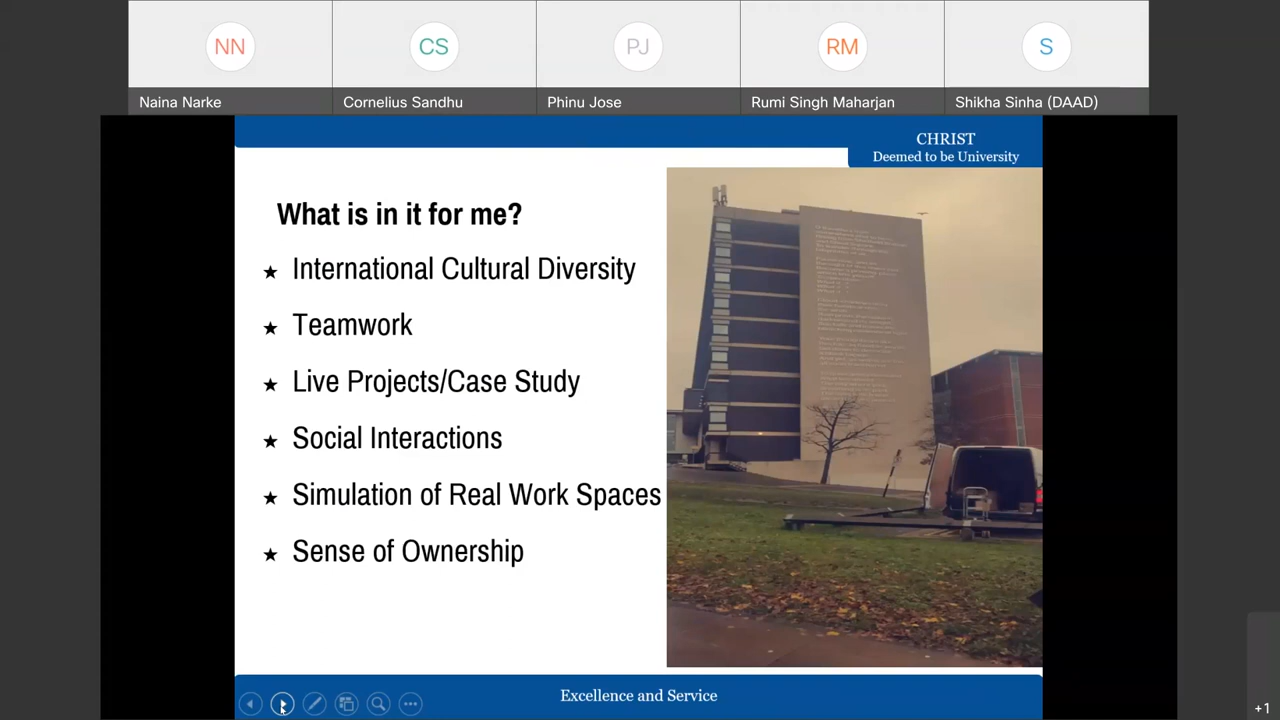 NN
CS
PJ
RM
S
Naina Narke
Cornelius Sandhu
Phinu Jose
Rumi Singh Maharjan
Shikha Sinha (DAAD)
CHRIST
Deemed to be University
What is in it for me?
★ International Cultural Diversity
★ Teamwork
★ Live Projects/Case Study
★ Social Interactions
★ Simulation of Real Work Spaces
★ Sense of Ownership
Excellence and Service
+1